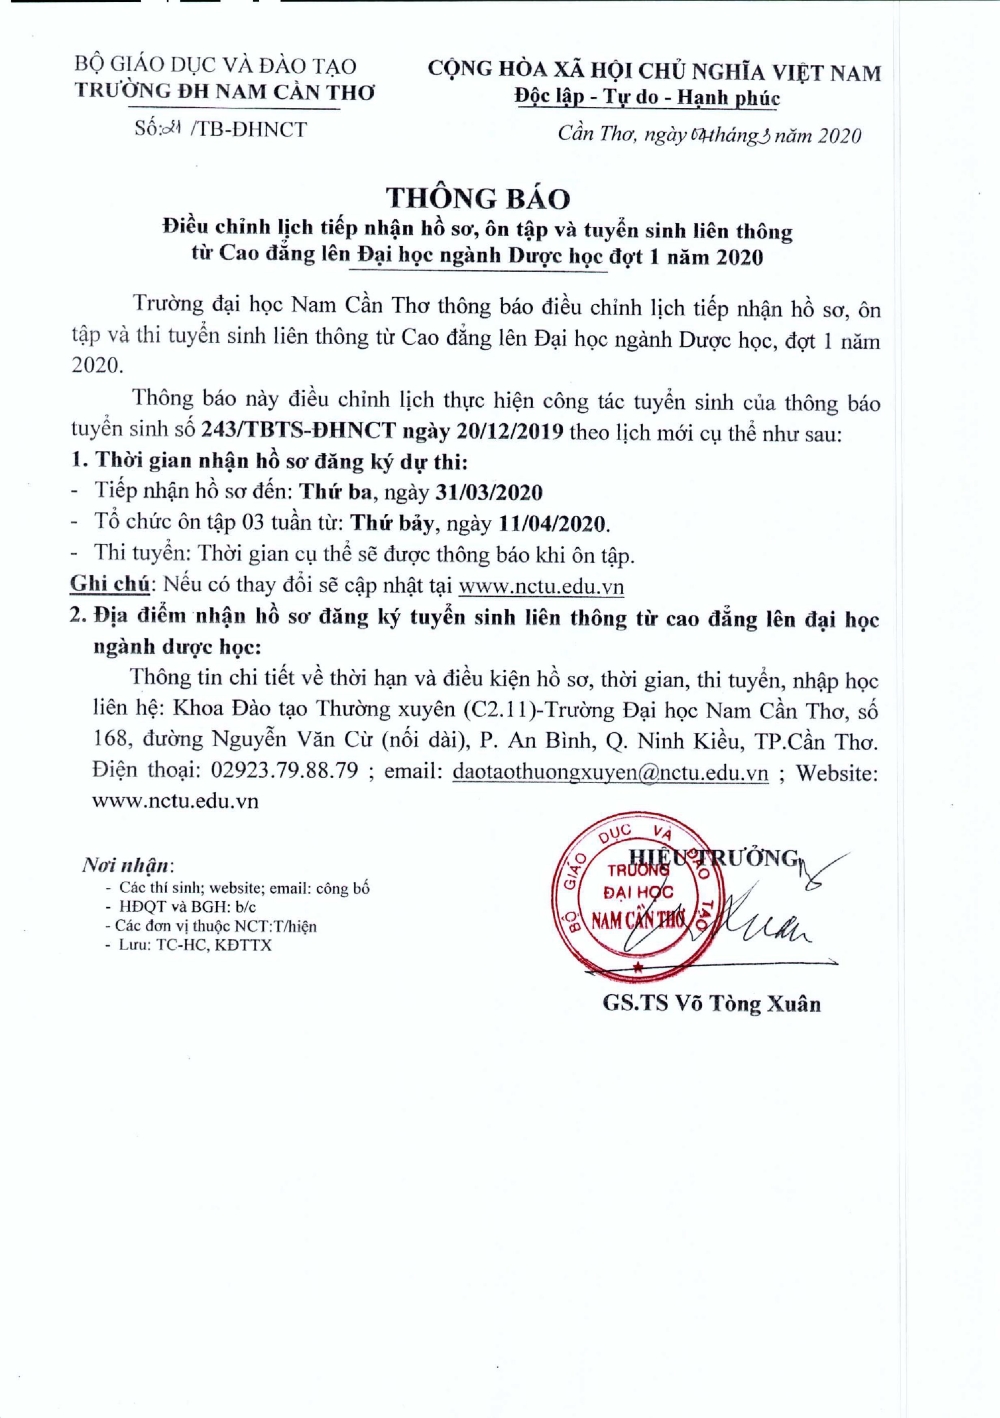 BỘ GIÁO DỤC VÀ ĐÀO TẠO
TRƯỜNG ĐH NAM CẦN THƠ
Số: /TB-ĐHNCT
CỘNG HÒA XÃ HỘI CHỦ NGHĨA VIỆT NAM
Độc lập - Tự do - Hạnh phúc
Cần Thơ, ngày tháng 3 năm 2020
THÔNG BÁO
Điều chỉnh lịch tiếp nhận hồ sơ, ôn tập và tuyển sinh liên thông
từ Cao đẳng lên Đại học ngành Dược học đợt 1 năm 2020
Trường đại học Nam Cần Thơ thông báo điều chỉnh lịch tiếp nhận hồ sơ, ôn
tập và thi tuyển sinh liên thông từ Cao đẳng lên Đại học ngành Dược học, đợt 1 năm
2020.
Thông báo này điều chỉnh lịch thực hiện công tác tuyển sinh của thông báo
tuyển sinh số 243/TBTS-ĐHNCT ngày 20/12/2019 theo lịch mới cụ thể như sau:
1. Thời gian nhận hồ sơ đăng ký dự thi:
- Tiếp nhận hồ sơ đến: Thứ ba, ngày 31/03/2020
- Tổ chức ôn tập 03 tuần từ: Thứ bảy, ngày 11/04/2020.
- Thi tuyển: Thời gian cụ thể sẽ được thông báo khi ôn tập.
Ghi chú: Nếu có thay đổi sẽ cập nhật tại www.nctu.edu.vn
2. Địa điểm nhận hồ sơ đăng ký tuyển sinh liên thông từ cao đẳng lên đại học
ngành dược học:
Thông tin chi tiết về thời hạn và điều kiện hồ sơ, thời gian, thi tuyển, nhập học
liên hệ: Khoa Đào tạo Thường xuyên (C2.11)-Trường Đại học Nam Cần Thơ, số
168, đường Nguyễn Văn Cừ (nối dài), P. An Bình, Q. Ninh Kiều, TP.Cần Thơ.
Điện thoại: 02923.79.88.79 ; email: daotaothuongxuyen@nctu.edu.vn ; Website:
www.nctu.edu.vn
Nơi nhận:
- Các thí sinh; website; email: công bố
- HĐQT và BGH: b/c
- Các đơn vị thuộc NCT:T/hiện
- Lưu: TC-HC, KĐTTX
HIỆU TRƯỞNG
BỘ GIÁO DỤC VÀ ĐÀO TẠO
TRƯỜNG
ĐẠI HỌC
NAM CẦN THƠ
GS.TS Võ Tòng Xuân